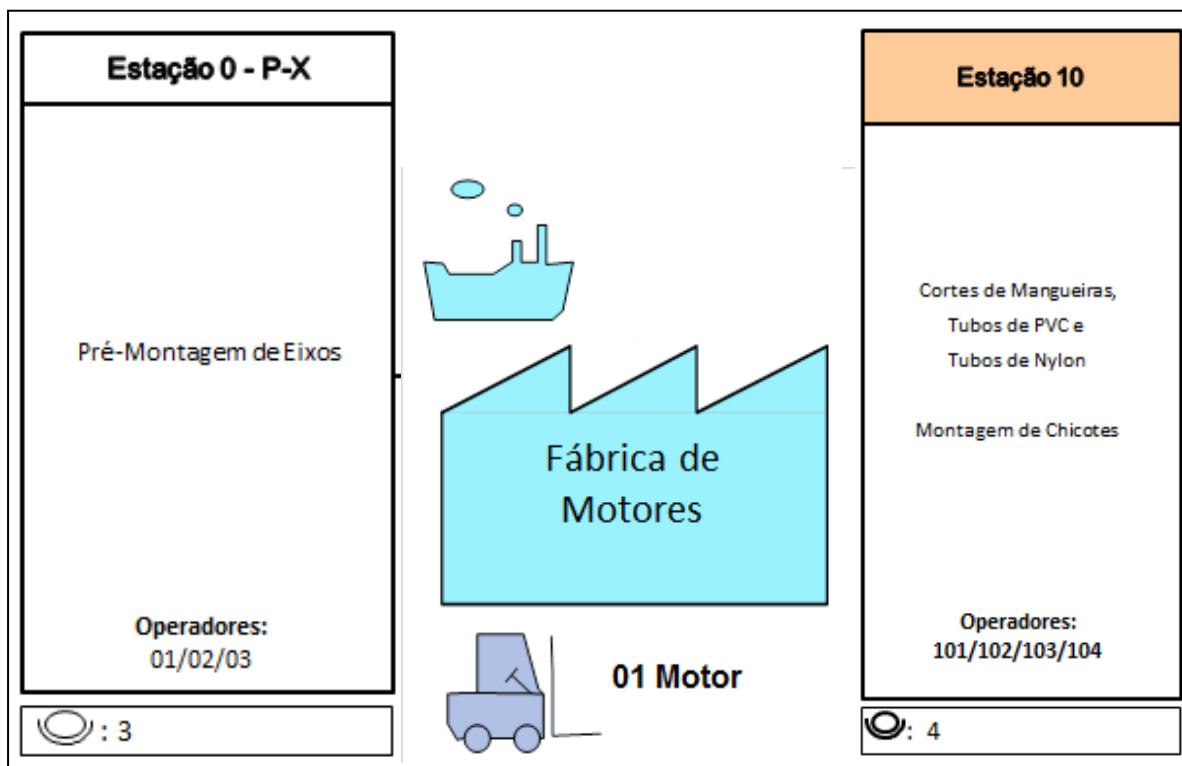 Estação 0 - P-X
Pré-Montagem de Eixos
Operadores:
01/02/03
: 3
Fábrica de
Motores
01 Motor
Estação 10
Cortes de Mangueiras,
Tubos de PVC e
Tubos de Nylon
Montagem de Chicotes
Operadores:
101/102/103/104
: 4